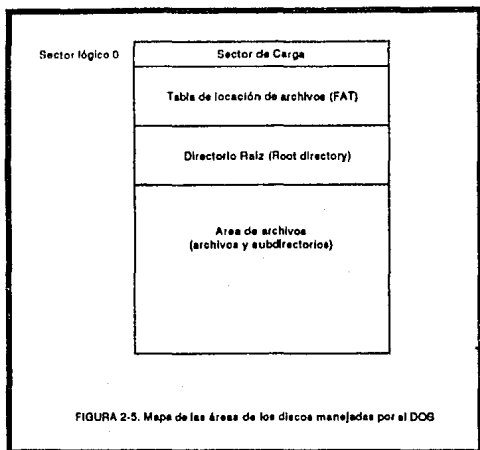 Sector lógico 0
Sector de Carga
Tabla de locación de archivos (FAT)
Directorio Raiz (Root directory)
Area de archivos
(archivos y subdirectorios)
FIGURA 2-5. Mapa de las áreas de los discos manejadas por el DOS